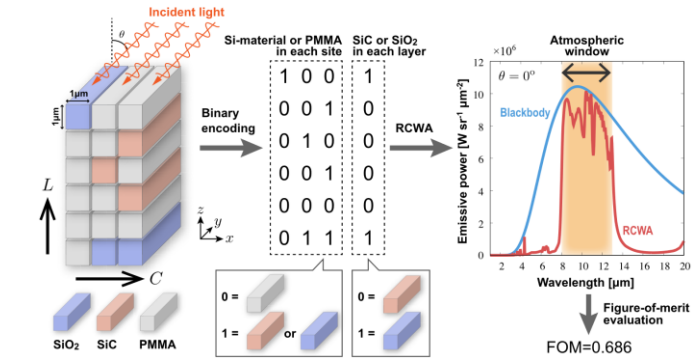 Incident light
θ
1μm
1μm
L
C
z
y
x
SiO₂ SiC PMMA
Binary
encoding
Si-material or PMMA
in each site
SiC or SiO₂
in each layer
1 0 0 1
0 0 1 0
0 1 0 0
0 0 1 0
0 0 0 0
0 1 1 1
0 =
1 = or
0 =
1 =
RCWA
Atmospheric
window
×10⁶
θ = 0°
Blackbody
RCWA
Emissive power [W sr⁻¹ μm⁻²]
12
10
8
6
4
2
0
2 4 6 8 10 12 14 16 18 20
Wavelength [μm]
Figure-of-merit
evaluation
FOM=0.686